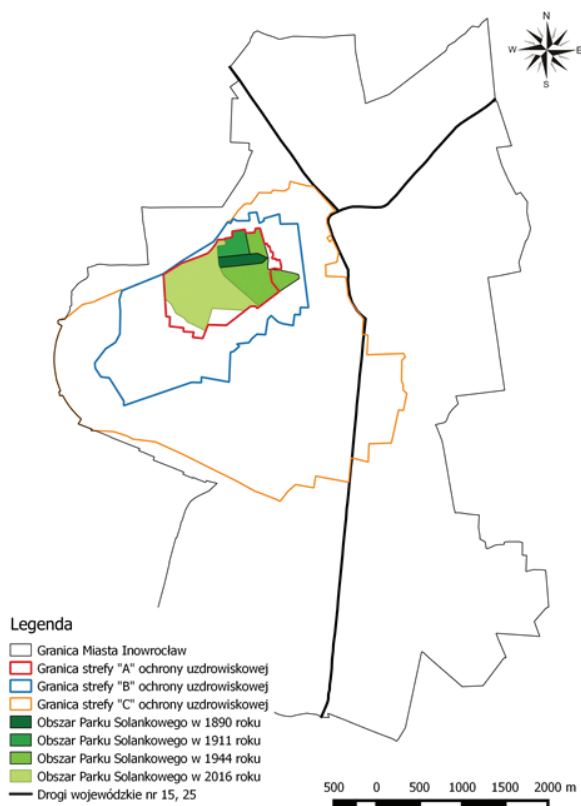 N
W E
S
Legenda
Granica Miasta Inowrocław
Granica strefy "A" ochrony uzdrowiskowej
Granica strefy "B" ochrony uzdrowiskowej
Granica strefy "C" ochrony uzdrowiskowej
Obszar Parku Solankowego w 1890 roku
Obszar Parku Solankowego w 1911 roku
Obszar Parku Solankowego w 1944 roku
Obszar Parku Solankowego w 2016 roku
Drogi wojewódzkie nr 15, 25
500 0 500 1000 1500 2000 m